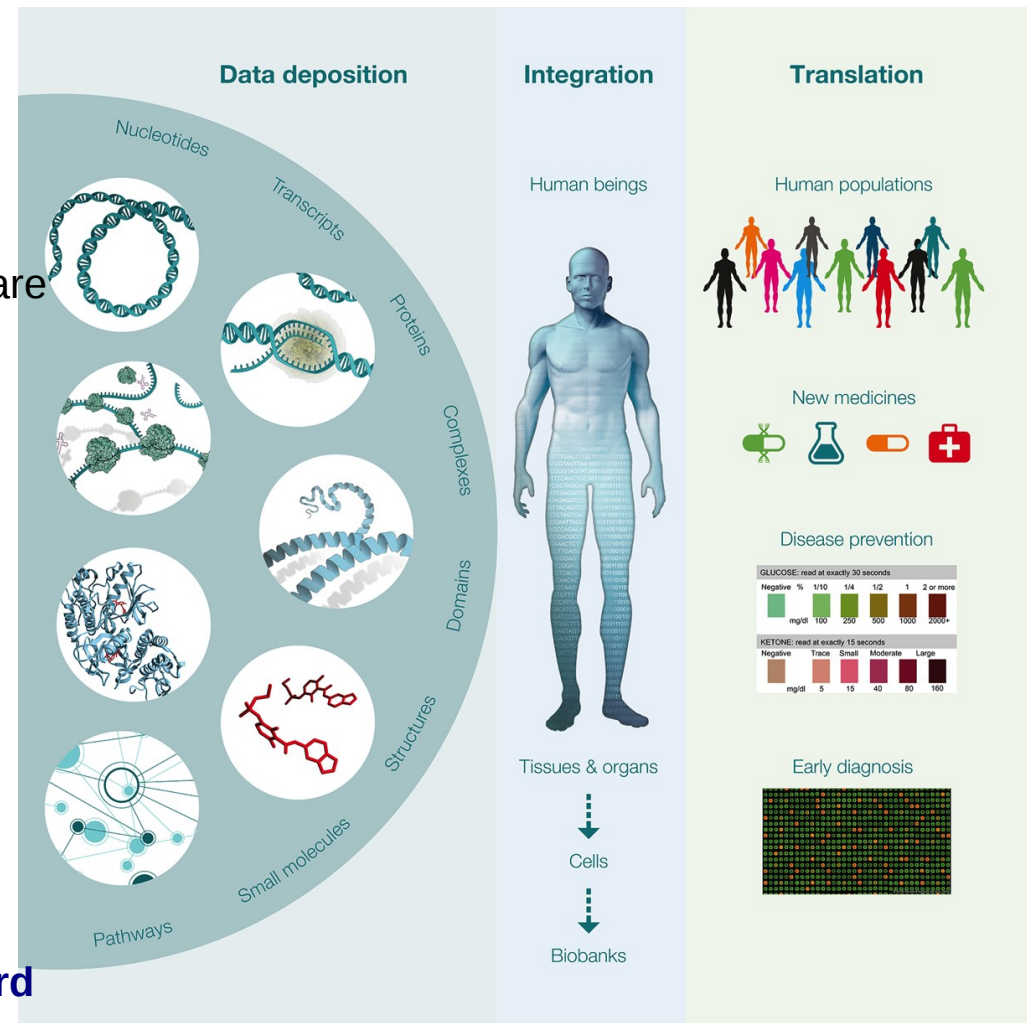 Data deposition
Nucleotides
Transcripts
Proteins
Complexes
Domains
Structures
Small molecules
Pathways
are
rd
Integration
Human beings
Tissues & organs
Cells
Biobanks
Translation
Human populations
New medicines
Disease prevention
GLUCOSE: read at exactly 30 seconds
Negative % 1/10 1/4 1/2 1 2 or more
mg/dl 100 250 500 1000 2000+
KETONE: read at exactly 15 seconds
Negative Trace Small Moderate Large
mg/dl 5 15 40 80 160
Early diagnosis